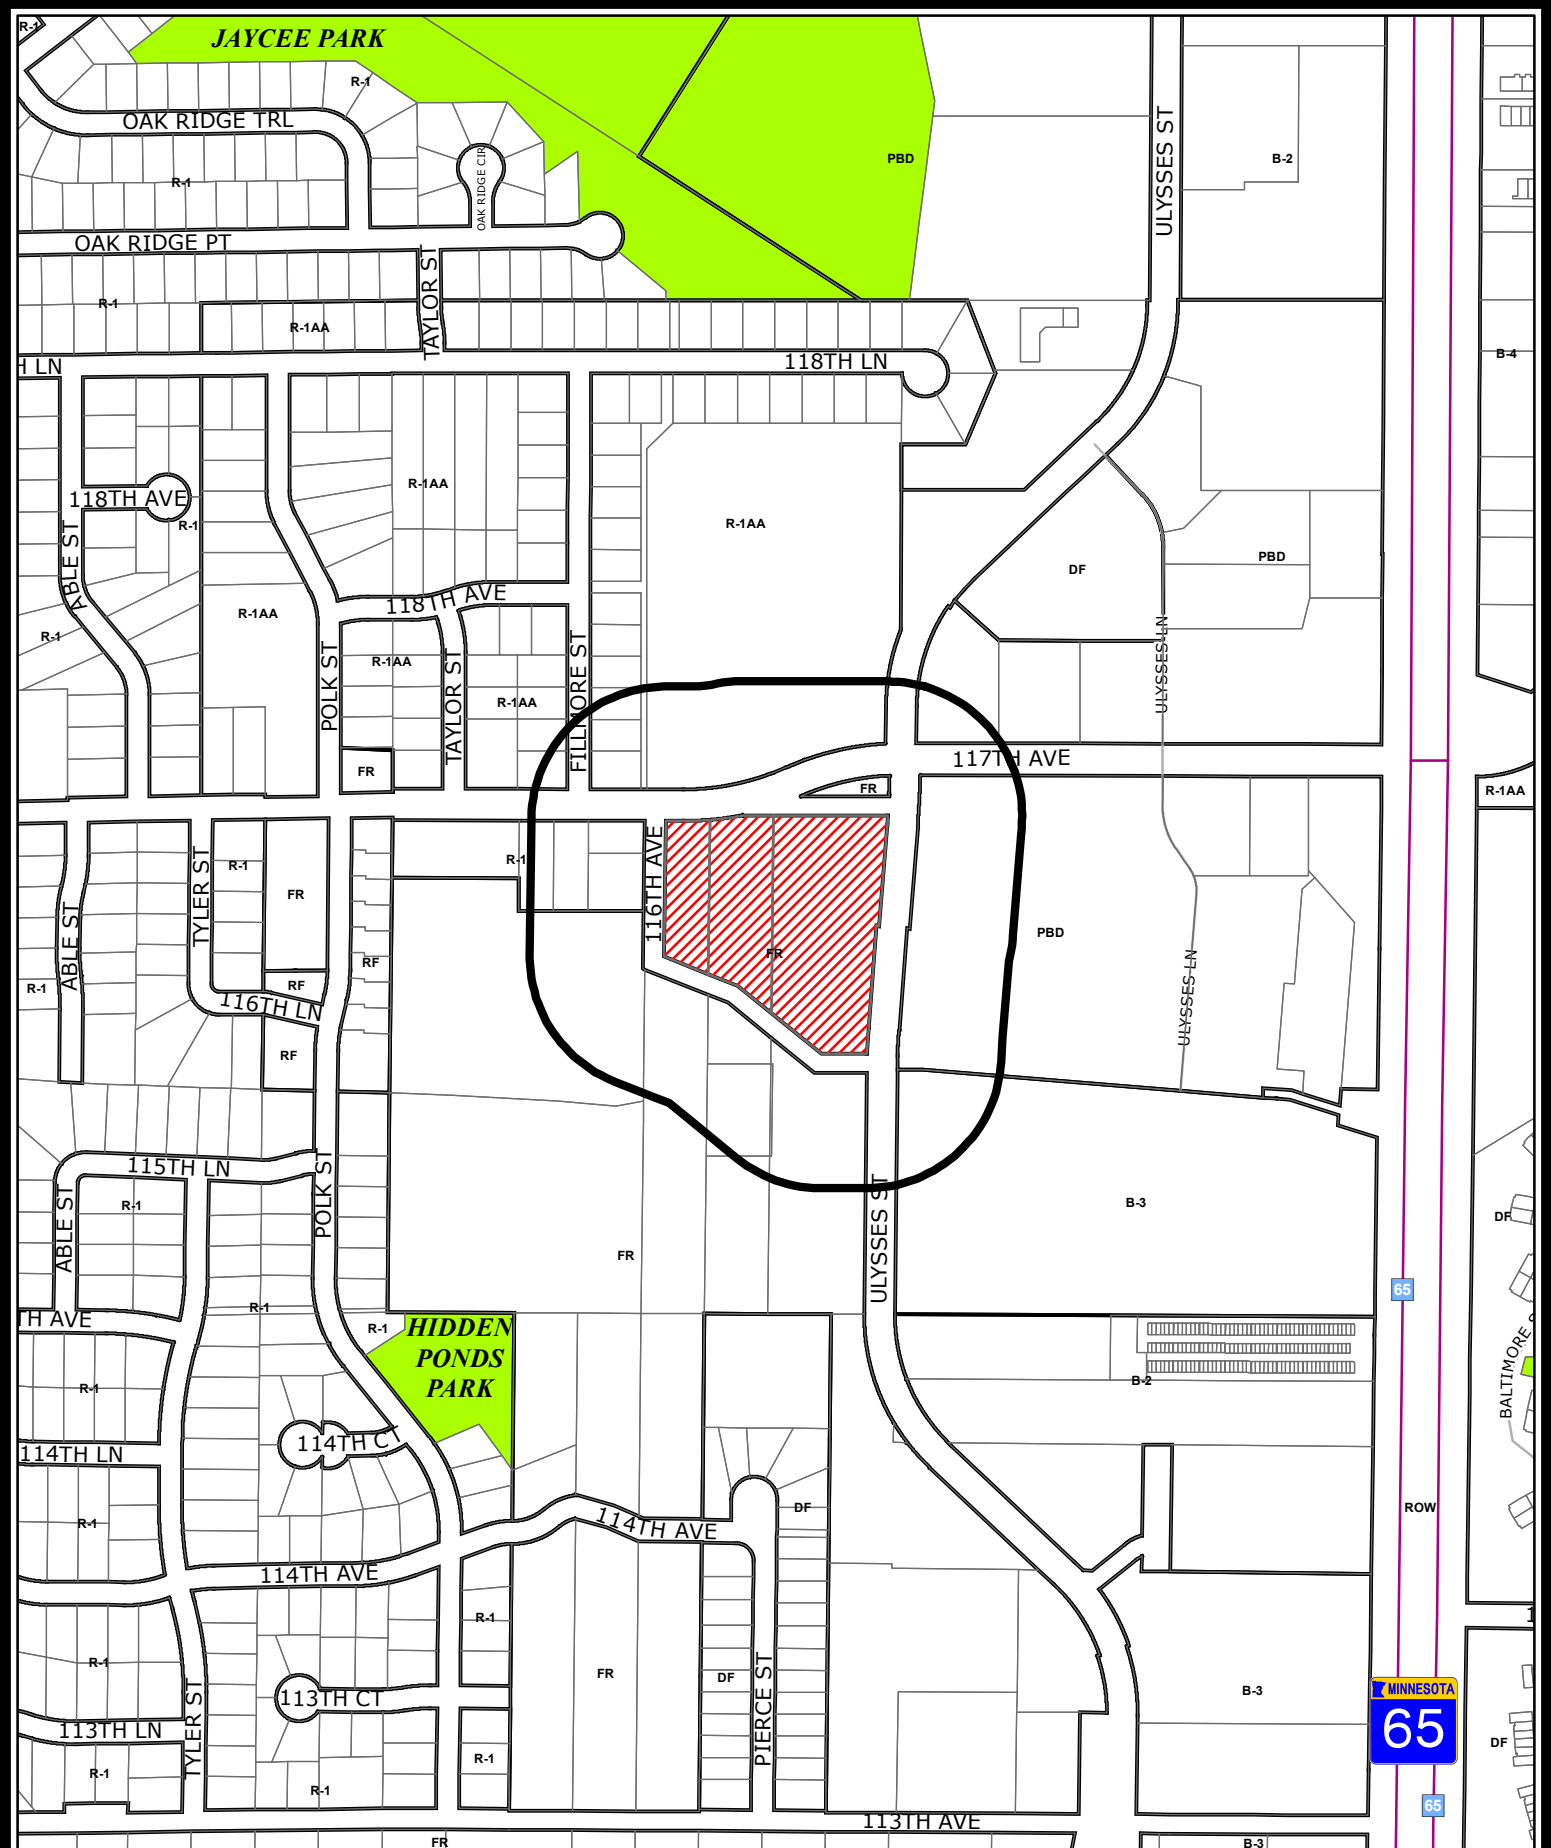 R-1
JAYCEE PARK
R-1
OAK RIDGE TRL
ULYSSES ST
PBD
B-2
R-1
OAK RIDGE CIR
OAK RIDGE PT
TAYLOR ST
R-1
R-1AA
118TH LN
H LN
B-4
R-1AA
118TH AVE
R-1
R-1AA
ABLE ST
DF
PBD
118TH AVE
R-1AA
R-1
R-1AA
ULYSSES LN
POLK ST
TAYLOR ST
FILLMORE ST
R-1AA
117TH AVE
FR
FR
R-1AA
R-1
R-1
116TH AVE
TYLER ST
FR
ABLE ST
PBD
FR
RF
R-1
RF
116TH LN
ULYSSES LN
RF
115TH LN
POLK ST
ABLE ST
R-1
ULYSSES ST
B-3
DF
FR
65
R-1
TH AVE
R-1
HIDDEN
PONDS
PARK
BALTIMORE S
R-1
B-2
114TH CT
114TH LN
DF
ROW
R-1
114TH AVE
114TH AVE
R-1
1
R-1
FR
DF
PIERCE ST
B-3
MINNESOTA
65
113TH CT
TYLER ST
113TH LN
R-1
DF
R-1
R-1
65
113TH AVE
FR
B-3